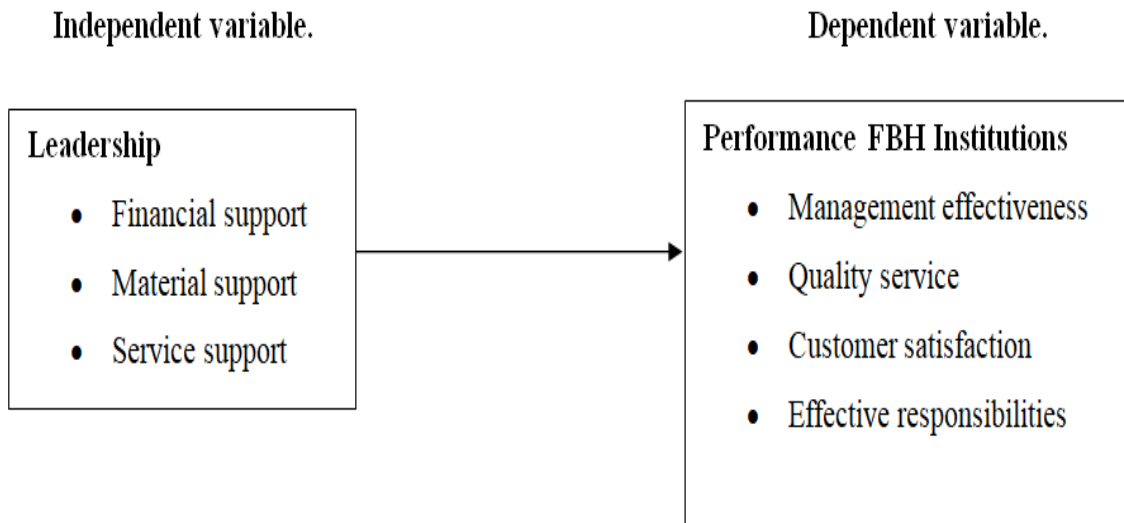 Independent variable.
Dependent variable.
Leadership
• Financial support
• Material support
• Service support
Performance FBH Institutions
• Management effectiveness
• Quality service
• Customer satisfaction
• Effective responsibilities